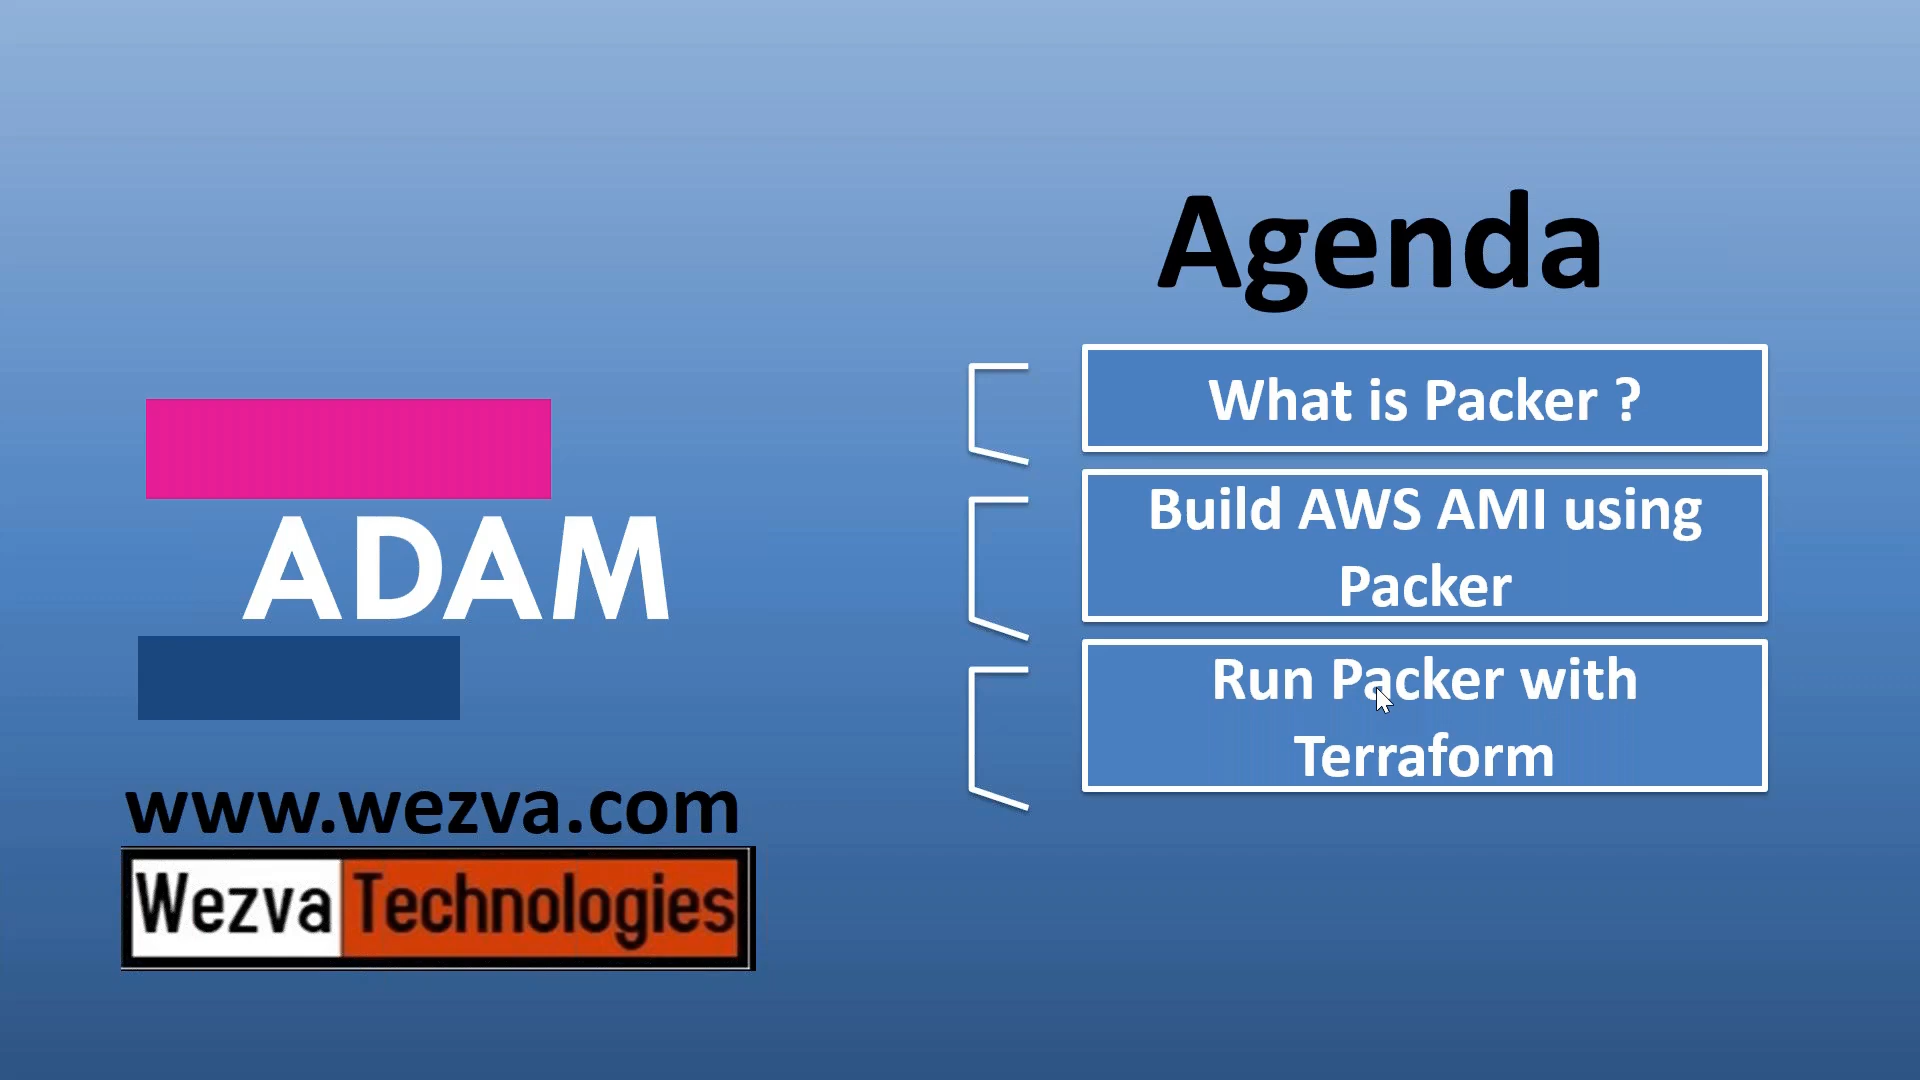 Agenda
What is Packer ?
Build AWS AMI using
Packer
Run Packer with
Terraform
ADAM
www.wezva.com
Wezva Technologies